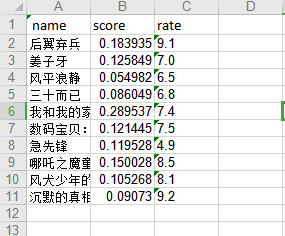 A B C D
1 name score rate
2 后翼弃兵 0.183935 9.1
3 姜子牙 0.125849 7.0
4 风平浪静 0.054982 6.5
5 三十而已 0.086049 6.8
6 我和我的家 0.289537 7.4
7 数码宝贝: 0.121445 7.5
8 急先锋 0.119528 4.9
9 哪吒之魔童 0.150028 8.5
10 风犬少年的 0.105268 8.1
11 沉默的真相 0.09073 9.2
12